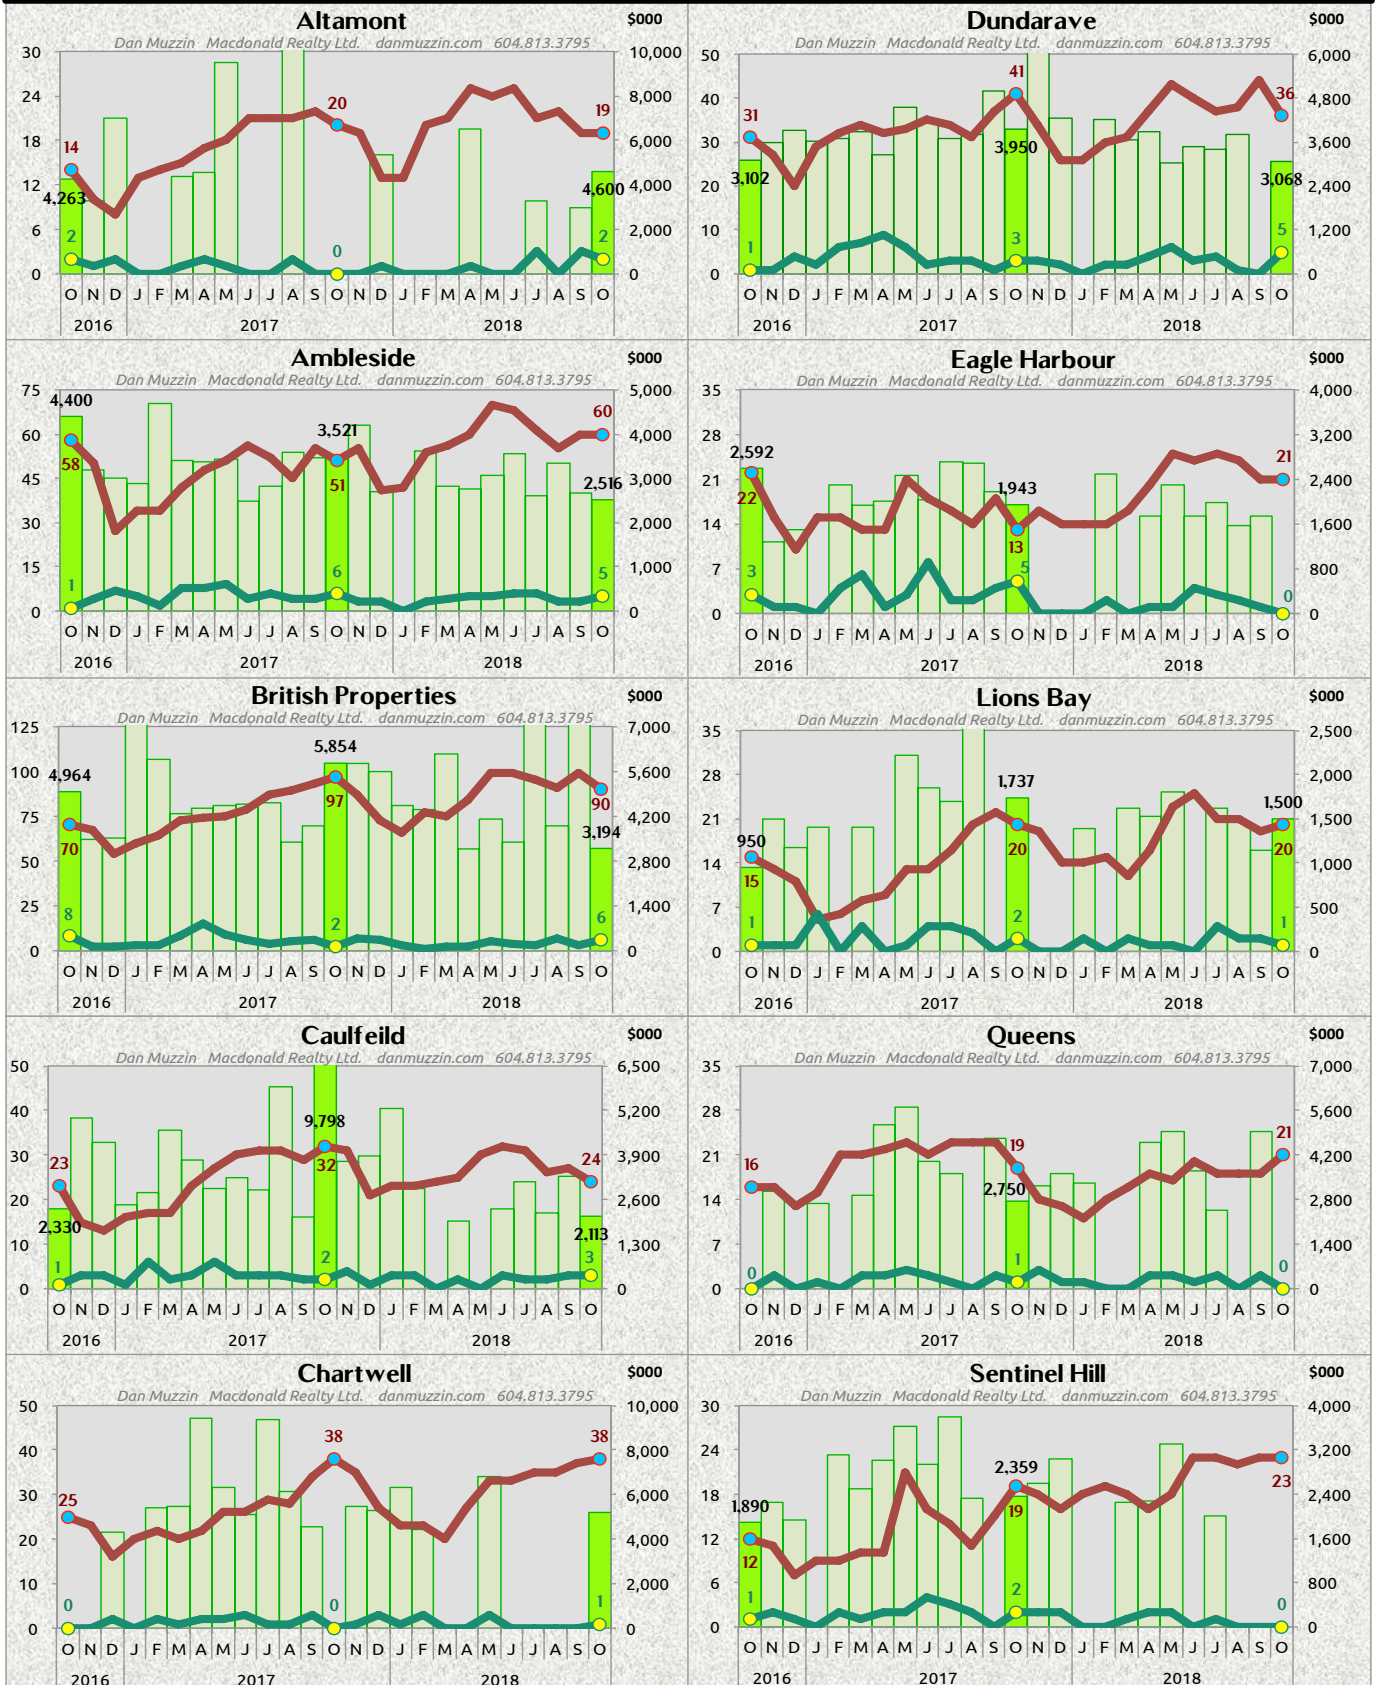 Altamont
$000
Dan Muzzin Macdonald Realty Ltd. danmuzzin.com 604.813.3795
30 10,000
24 8,000
18 6,000
12 4,000
6 2,000
0 0
14 20 19
4,263 4,600
2 0 2
O N D J F M A M J J A S O N D J F M A M J J A S O
2016 2017 2018
Dundarave
$000
Dan Muzzin Macdonald Realty Ltd. danmuzzin.com 604.813.3795
50 6,000
40 4,800
30 3,600
20 2,400
10 1,200
0 0
31 41 36
3,102 3,950 3,068
1 3 5
O N D J F M A M J J A S O N D J F M A M J J A S O
2016 2017 2018
Ambleside
$000
Dan Muzzin Macdonald Realty Ltd. danmuzzin.com 604.813.3795
75 5,000
60 4,000
45 3,000
30 2,000
15 1,000
0 0
4,400 3,521 2,516
58 51 60
1 6 5
O N D J F M A M J J A S O N D J F M A M J J A S O
2016 2017 2018
Eagle Harbour
$000
Dan Muzzin Macdonald Realty Ltd. danmuzzin.com 604.813.3795
35 4,000
28 3,200
21 2,400
14 1,600
7 800
0 0
2,592 1,943
22 13 21
3 5 0
O N D J F M A M J J A S O N D J F M A M J J A S O
2016 2017 2018
British Properties
$000
Dan Muzzin Macdonald Realty Ltd. danmuzzin.com 604.813.3795
125 7,000
100 5,600
75 4,200
50 2,800
25 1,400
0 0
4,964 5,854 3,194
70 97 90
8 2 6
O N D J F M A M J J A S O N D J F M A M J J A S O
2016 2017 2018
Lions Bay
$000
Dan Muzzin Macdonald Realty Ltd. danmuzzin.com 604.813.3795
35 2,500
28 2,000
21 1,500
14 1,000
7 500
0 0
950 1,737 1,500
15 20 20
1 2 1
O N D J F M A M J J A S O N D J F M A M J J A S O
2016 2017 2018
Caulfeild
$000
Dan Muzzin Macdonald Realty Ltd. danmuzzin.com 604.813.3795
50 6,500
40 5,200
30 3,900
20 2,600
10 1,300
0 0
23 32 24
2,330 9,798 2,113
1 2 3
O N D J F M A M J J A S O N D J F M A M J J A S O
2016 2017 2018
Queens
$000
Dan Muzzin Macdonald Realty Ltd. danmuzzin.com 604.813.3795
35 7,000
28 5,600
21 4,200
14 2,800
7 1,400
0 0
16 19 21
2,750
0 1 0
O N D J F M A M J J A S O N D J F M A M J J A S O
2016 2017 2018
Chartwell
$000
Dan Muzzin Macdonald Realty Ltd. danmuzzin.com 604.813.3795
50 10,000
40 8,000
30 6,000
20 4,000
10 2,000
0 0
25 38 38
0 0 1
O N D J F M A M J J A S O N D J F M A M J J A S O
2016 2017 2018
Sentinel Hill
$000
Dan Muzzin Macdonald Realty Ltd. danmuzzin.com 604.813.3795
30 4,000
24 3,200
18 2,400
12 1,600
6 800
0 0
1,890 2,359
12 19 23
1 2 0
O N D J F M A M J J A S O N D J F M A M J J A S O
2016 2017 2018